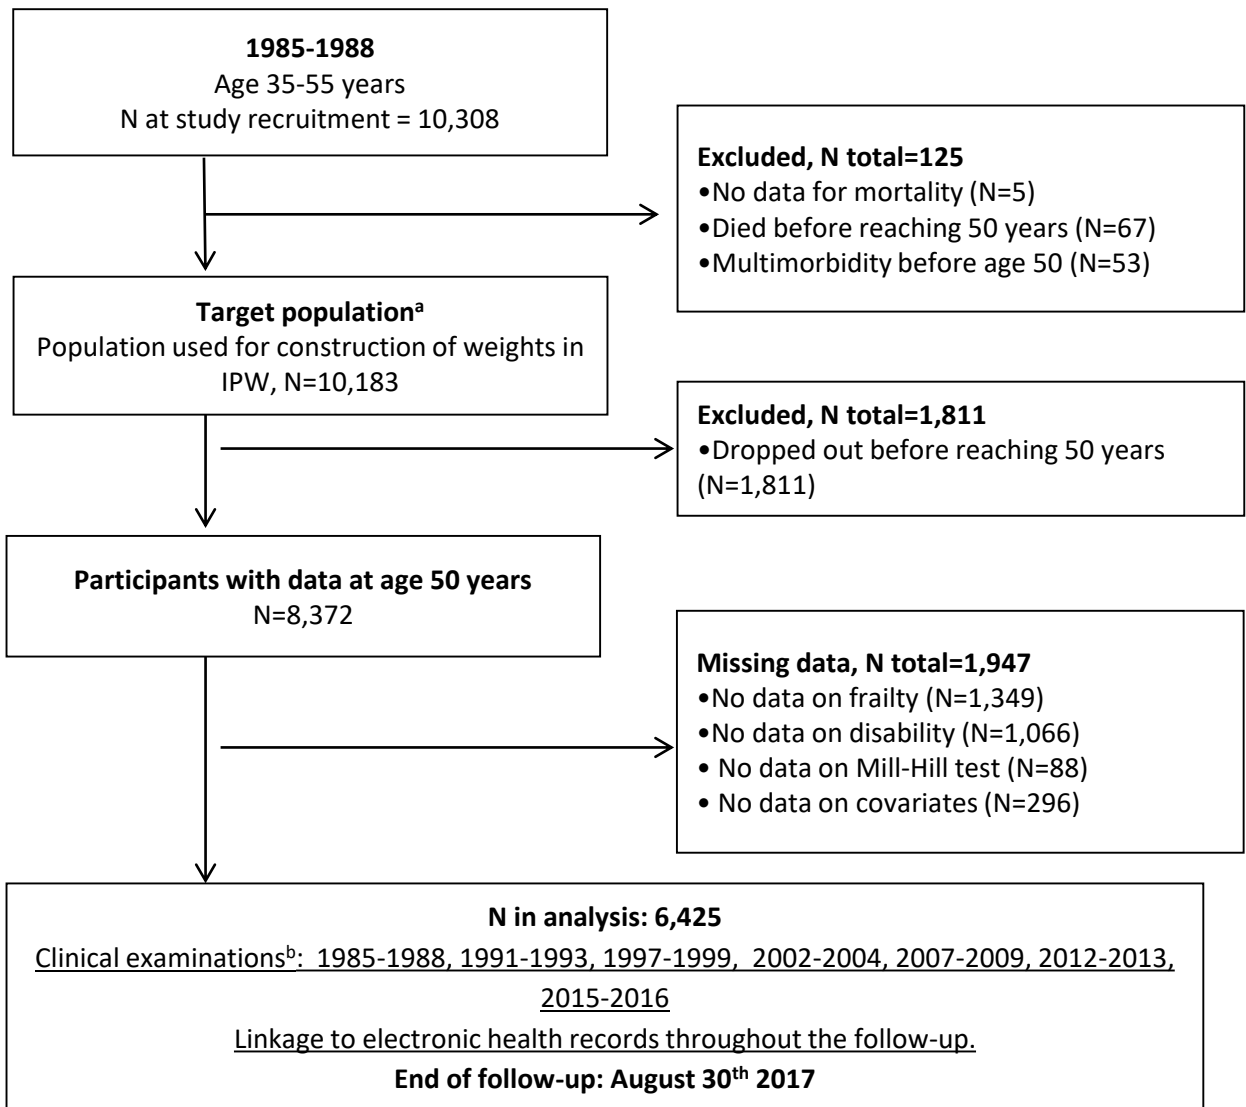 1985-1988
Age 35-55 years
N at study recruitment = 10,308
Excluded, N total=125
•No data for mortality (N=5)
•Died before reaching 50 years (N=67)
•Multimorbidity before age 50 (N=53)
Target populationᵃ
Population used for construction of weights in
IPW, N=10,183
Excluded, N total=1,811
•Dropped out before reaching 50 years
(N=1,811)
Participants with data at age 50 years
N=8,372
Missing data, N total=1,947
•No data on frailty (N=1,349)
•No data on disability (N=1,066)
• No data on Mill-Hill test (N=88)
• No data on covariates (N=296)
N in analysis: 6,425
Clinical examinationsᵇ: 1985-1988, 1991-1993, 1997-1999, 2002-2004, 2007-2009, 2012-2013,
2015-2016
Linkage to electronic health records throughout the follow-up.
End of follow-up: August 30ᵗʰ 2017